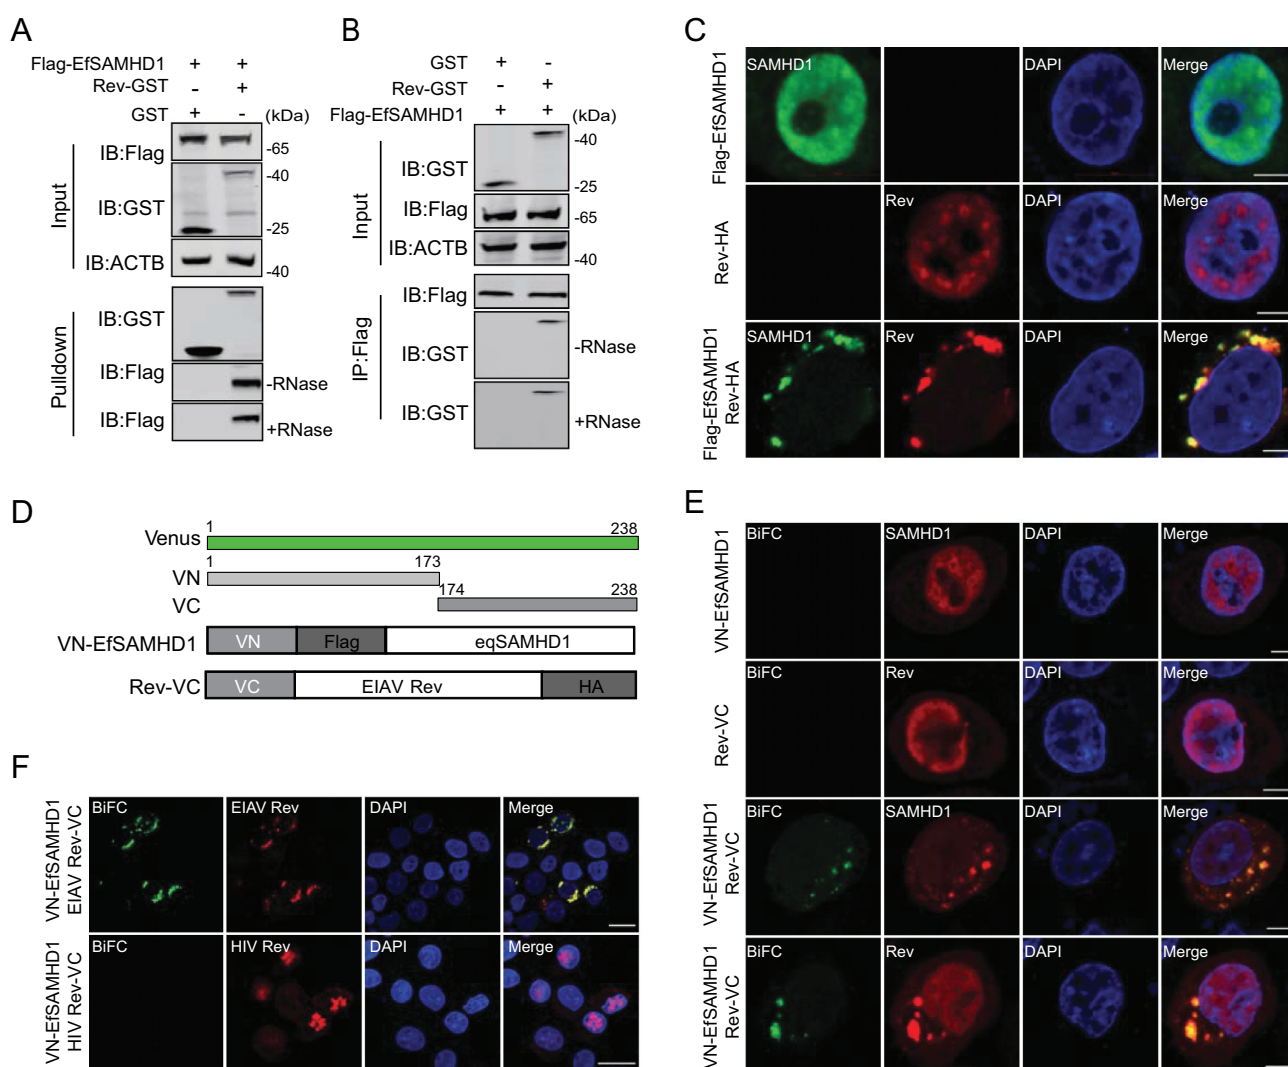 A
Flag-EfSAMHD1 + +
Rev-GST - +
GST + - (kDa)
Input
IB:Flag -65
-40
IB:GST
-25
IB:ACTB
-40
Pulldown
IB:GST
IB:Flag -RNase
IB:Flag +RNase
B
GST + -
Rev-GST - +
Flag-EfSAMHD1 + + (kDa)
Input
-40
IB:GST
-25
IB:Flag -65
IB:ACTB
-40
IP:Flag
IB:Flag
IB:GST -RNase
IB:GST +RNase
C
Flag-EfSAMHD1
SAMHD1 DAPI Merge
Rev-HA
Rev DAPI Merge
Flag-EfSAMHD1
Rev-HA
SAMHD1 Rev DAPI Merge
D
1 238
Venus
1 173
VN
174 238
VC
VN-EfSAMHD1 VN Flag eqSAMHD1
Rev-VC VC EIAV Rev HA
E
VN-EfSAMHD1
BiFC SAMHD1 DAPI Merge
Rev-VC
BiFC Rev DAPI Merge
VN-EfSAMHD1
Rev-VC
BiFC SAMHD1 DAPI Merge
VN-EfSAMHD1
Rev-VC
BiFC Rev DAPI Merge
F
VN-EfSAMHD1
EIAV Rev-VC
BiFC EIAV Rev DAPI Merge
VN-EfSAMHD1
HIV Rev-VC
BiFC HIV Rev DAPI Merge